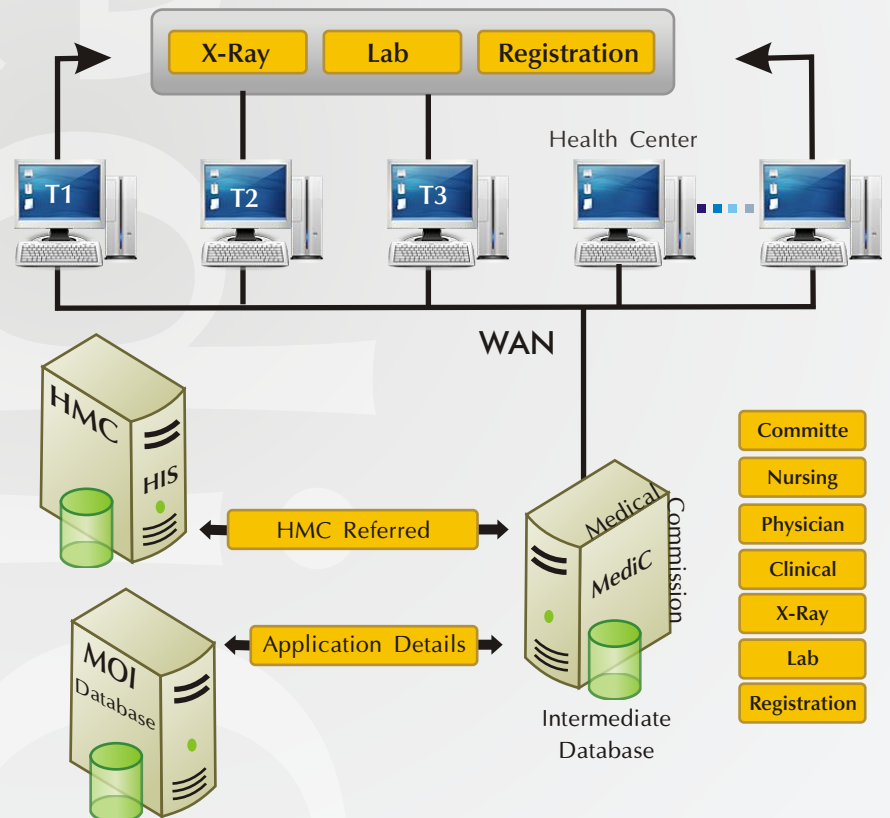 X-Ray
Lab
Registration
Health Center
T1
T2
T3
WAN
HMC
HIS
HMC Referred
Medical Commission
MediC
MOI
Database
Application Details
Intermediate
Database
Committe
Nursing
Physician
Clinical
X-Ray
Lab
Registration